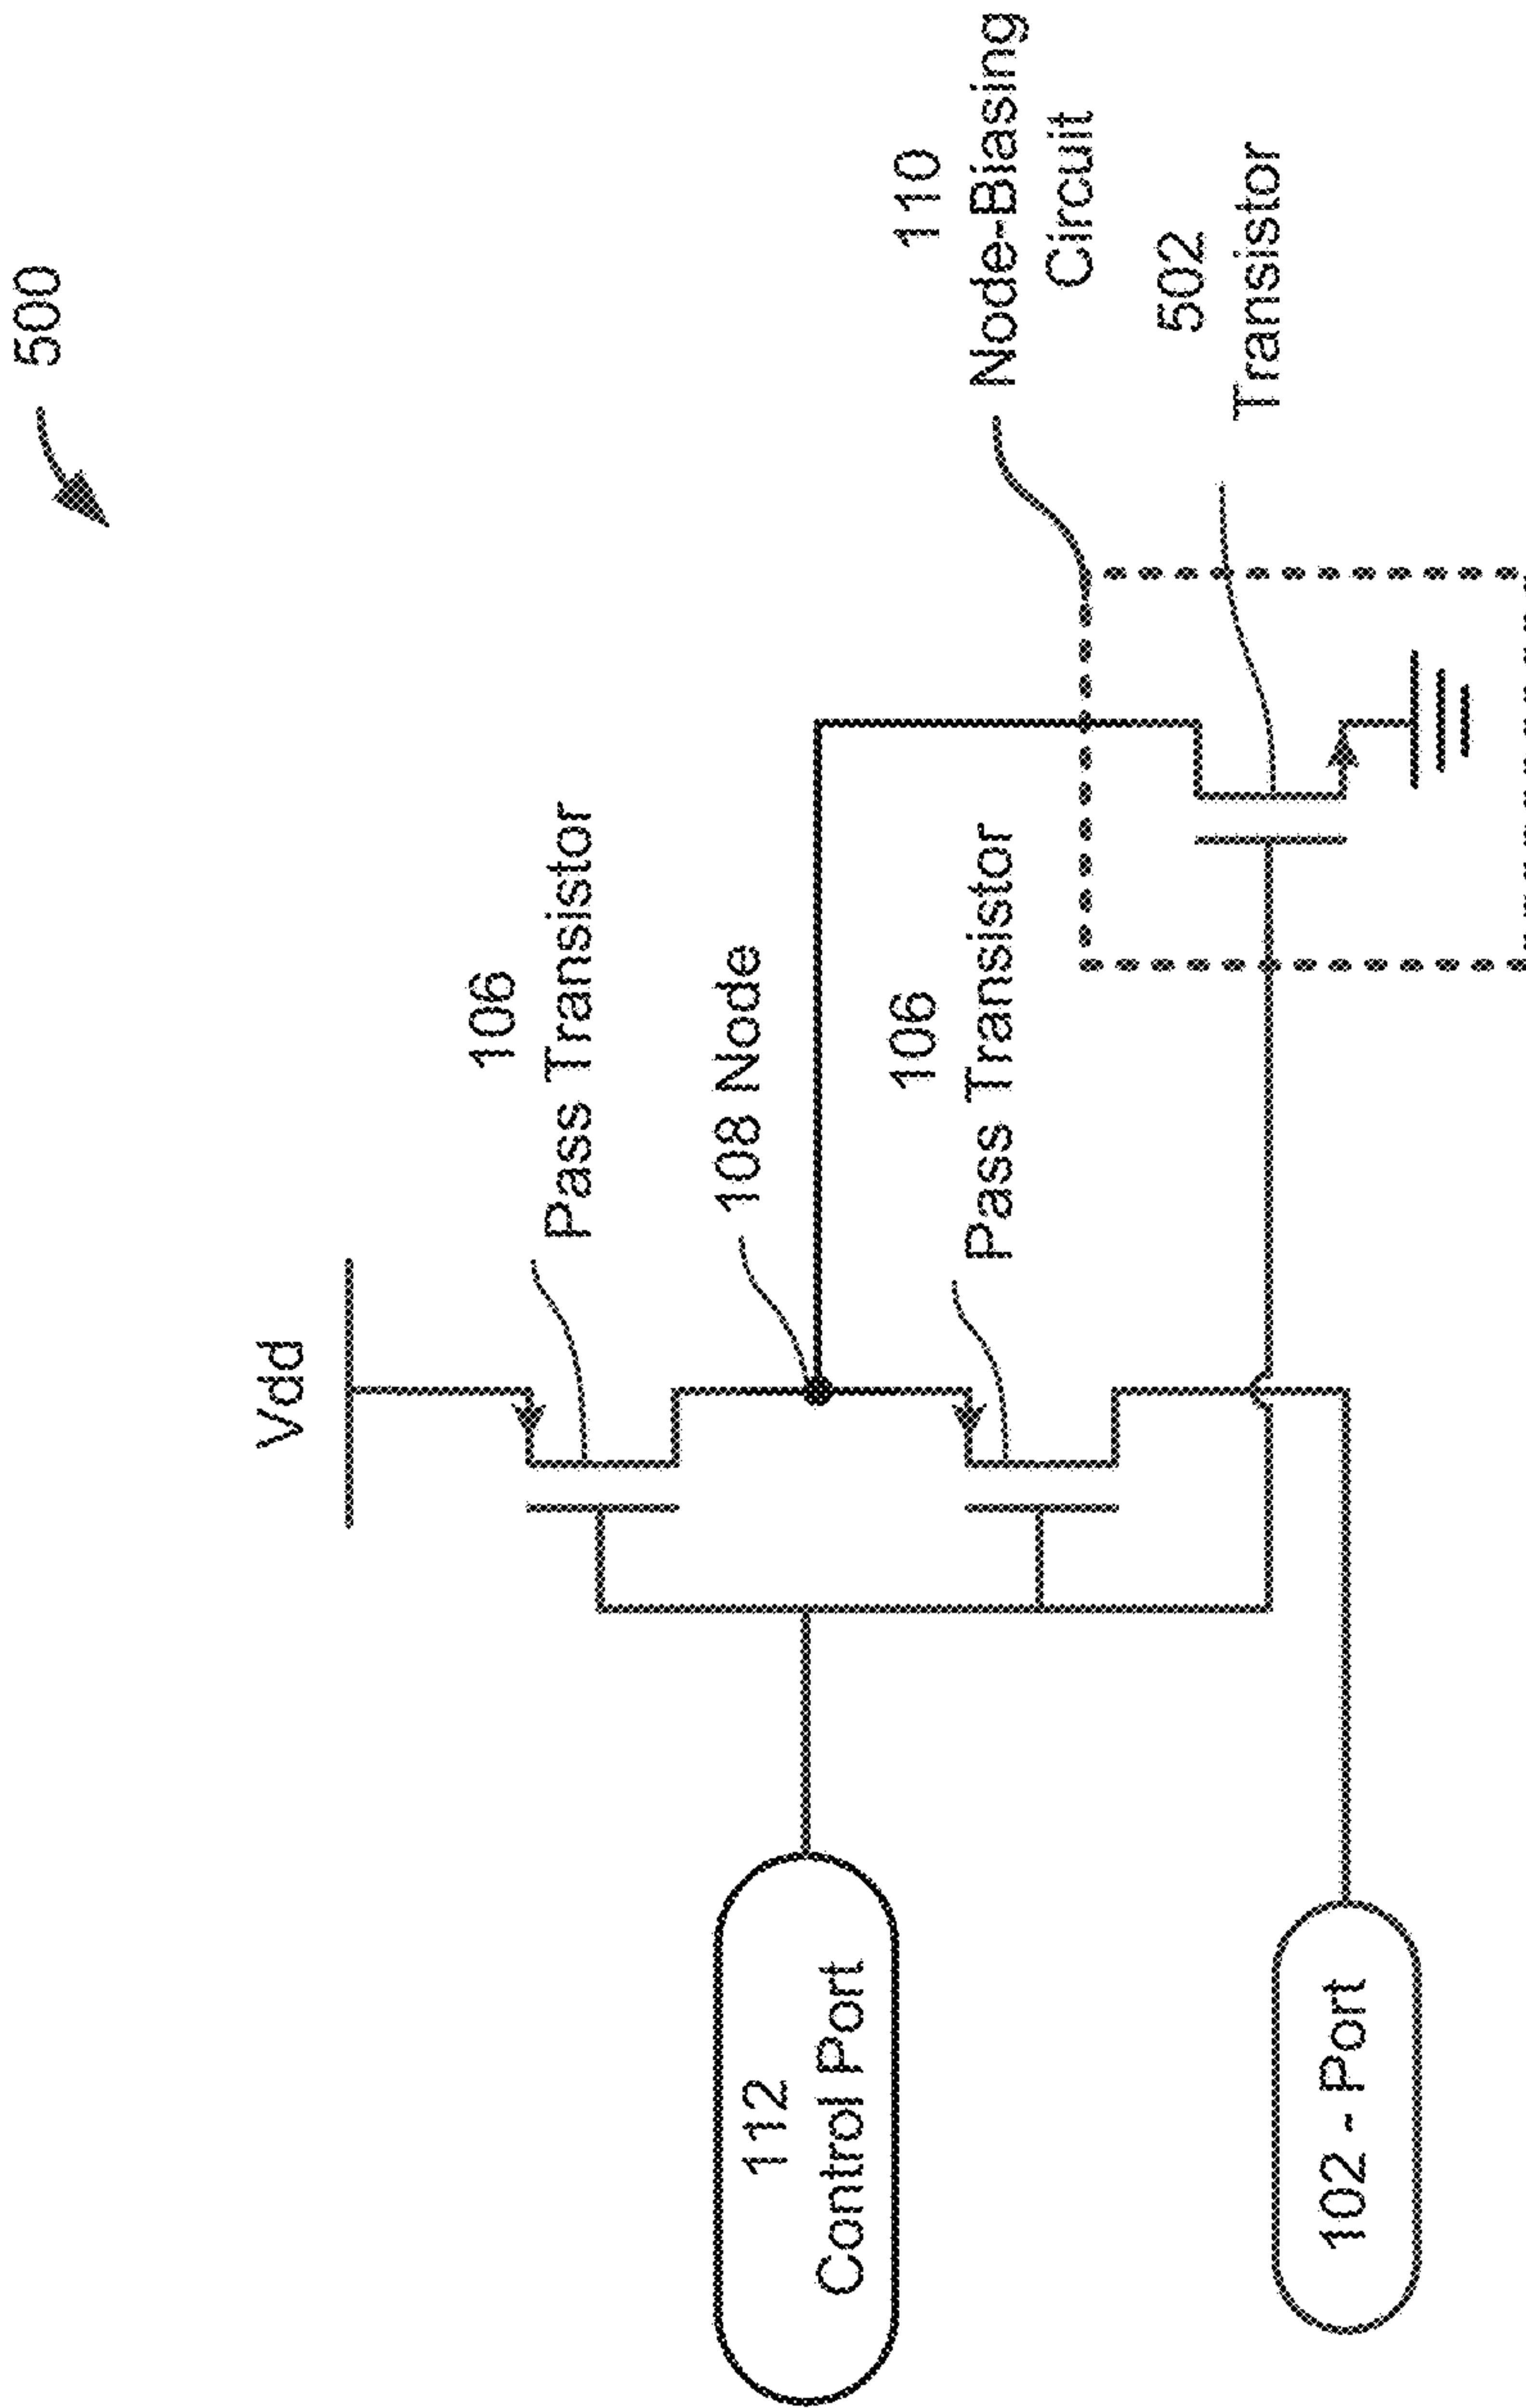 500
Vdd
106
Pass Transistor
108 Node
112
Control Port
106
Pass Transistor
110
Node-Biasing
Circuit
502
Transistor
102 - Port